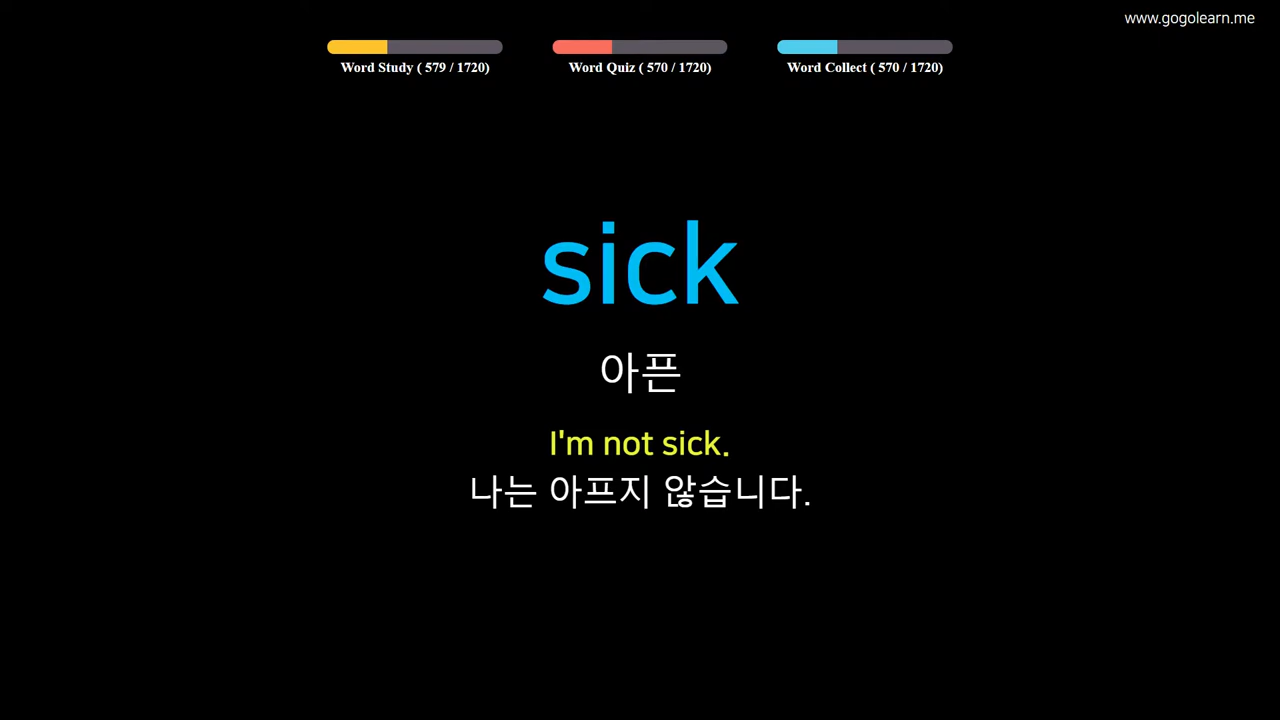 www.gogolearn.me
Word Study ( 579 / 1720)
Word Quiz ( 570 / 1720)
Word Collect ( 570 / 1720)
sick
아픈
I'm not sick.
나는 아프지 않습니다.